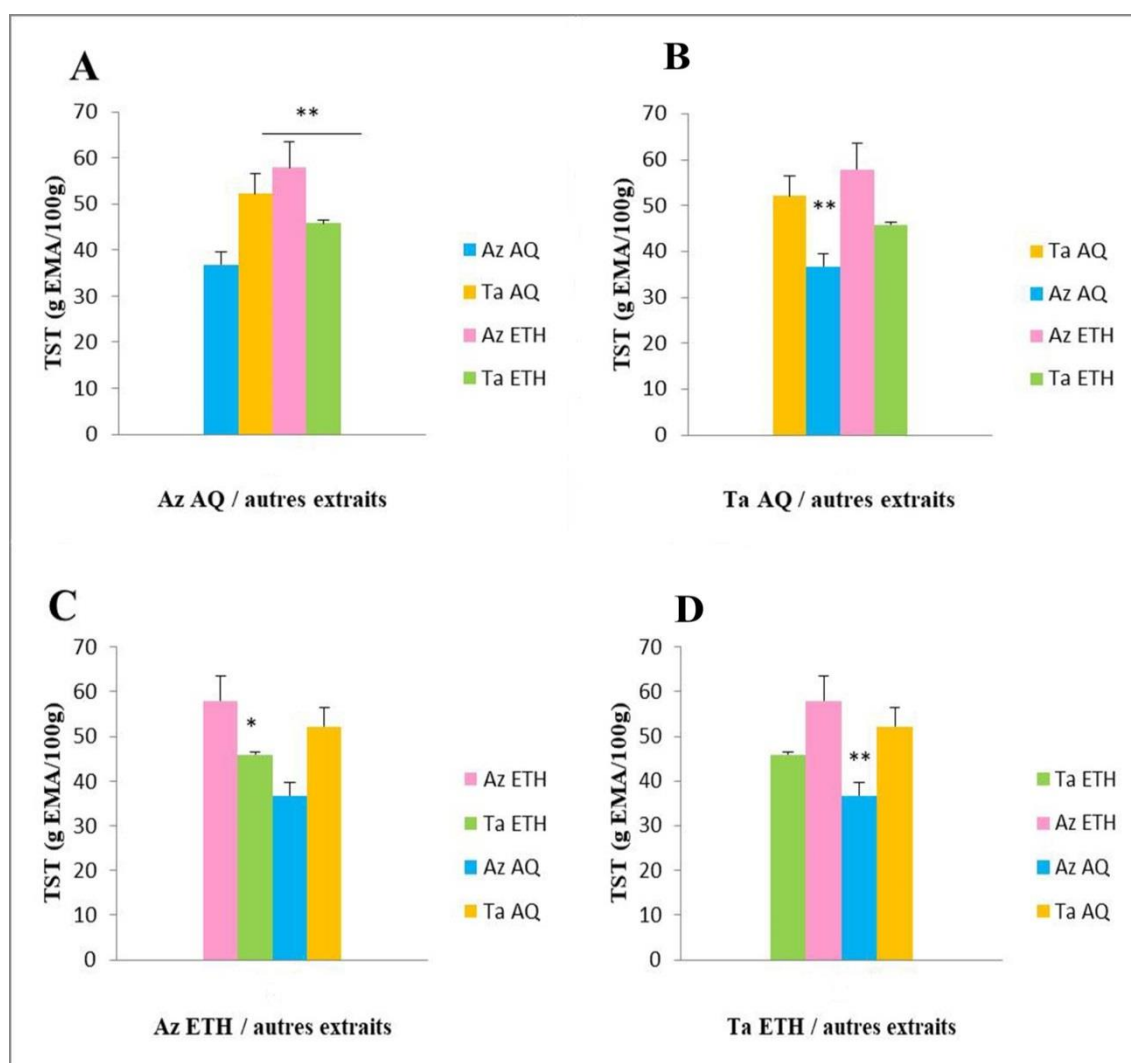 A
**
70
60
50
40
30
20
10
0
TST (g EMA/100g)
Az AQ
Ta AQ
Az ETH
Ta ETH
Az AQ / autres extraits
B
**
70
60
50
40
30
20
10
0
TST (g EMA/100g)
Ta AQ
Az AQ
Az ETH
Ta ETH
Ta AQ / autres extraits
C
*
70
60
50
40
30
20
10
0
TST (g EMA/100g)
Az ETH
Ta ETH
Az AQ
Ta AQ
Az ETH / autres extraits
D
**
70
60
50
40
30
20
10
0
TST (g EMA/100g)
Ta ETH
Az ETH
Az AQ
Ta AQ
Ta ETH / autres extraits